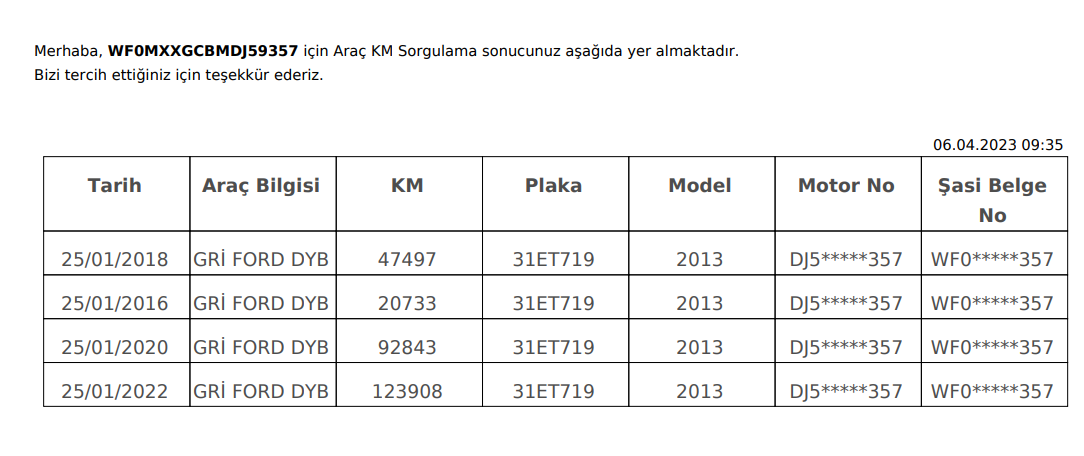 Merhaba, WF0MXXGCBMDJ59357 için Araç KM Sorgulama sonucunuz aşağıda yer almaktadır.
Bizi tercih ettiğiniz için teşekkür ederiz.
06.04.2023 09:35
Tarih Araç Bilgisi KM Plaka Model Motor No Şasi Belge No
25/01/2018 GRİ FORD DYB 47497 31ET719 2013 DJ5*****357 WF0*****357
25/01/2016 GRİ FORD DYB 20733 31ET719 2013 DJ5*****357 WF0*****357
25/01/2020 GRİ FORD DYB 92843 31ET719 2013 DJ5*****357 WF0*****357
25/01/2022 GRİ FORD DYB 123908 31ET719 2013 DJ5*****357 WF0*****357